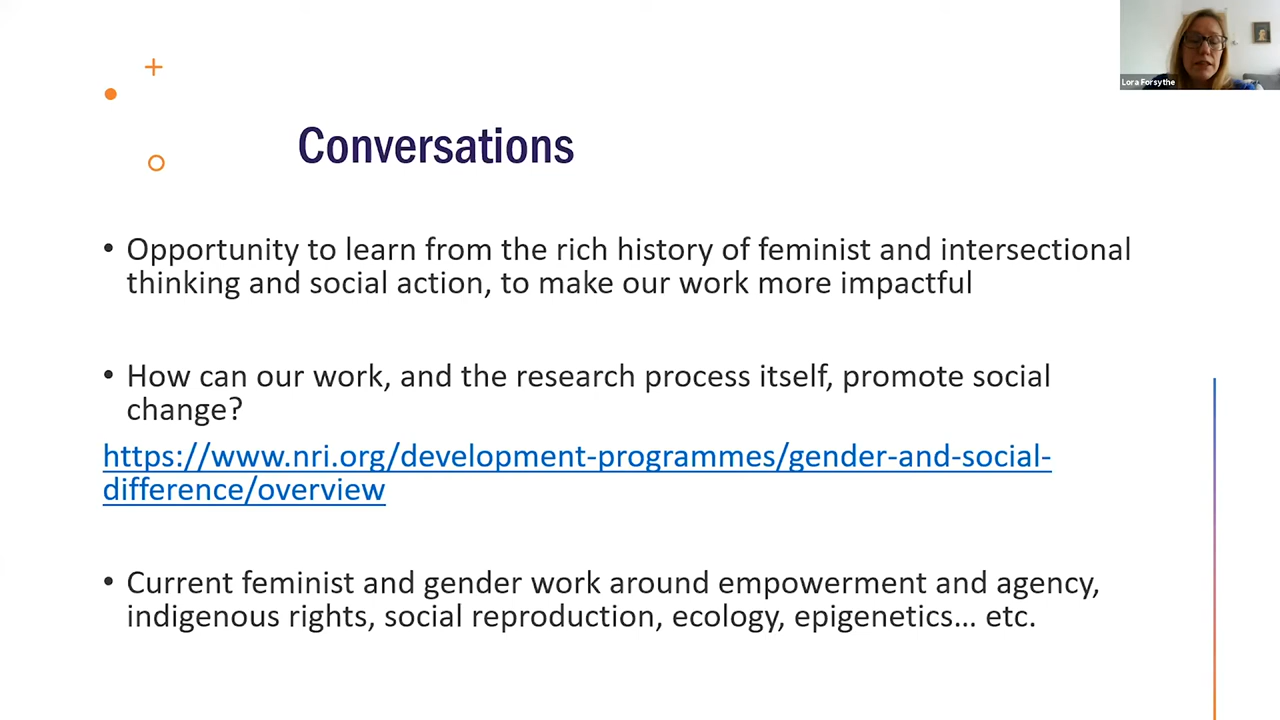 Lora Forsythe
Conversations
• Opportunity to learn from the rich history of feminist and intersectional
thinking and social action, to make our work more impactful
• How can our work, and the research process itself, promote social
change?
https://www.nri.org/development-programmes/gender-and-social-
difference/overview
• Current feminist and gender work around empowerment and agency,
indigenous rights, social reproduction, ecology, epigenetics... etc.